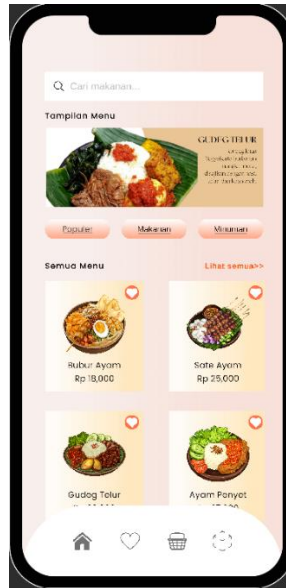 Cari makanan...
Tampilan Menu
GUDEG TELUR
Populer
Makanan
Minuman
Semua Menu
Lihat semua>>
Bubur Ayam
Rp 18,000
Sate Ayam
Rp 25,000
Gudeg Telur
Ayam Penyet